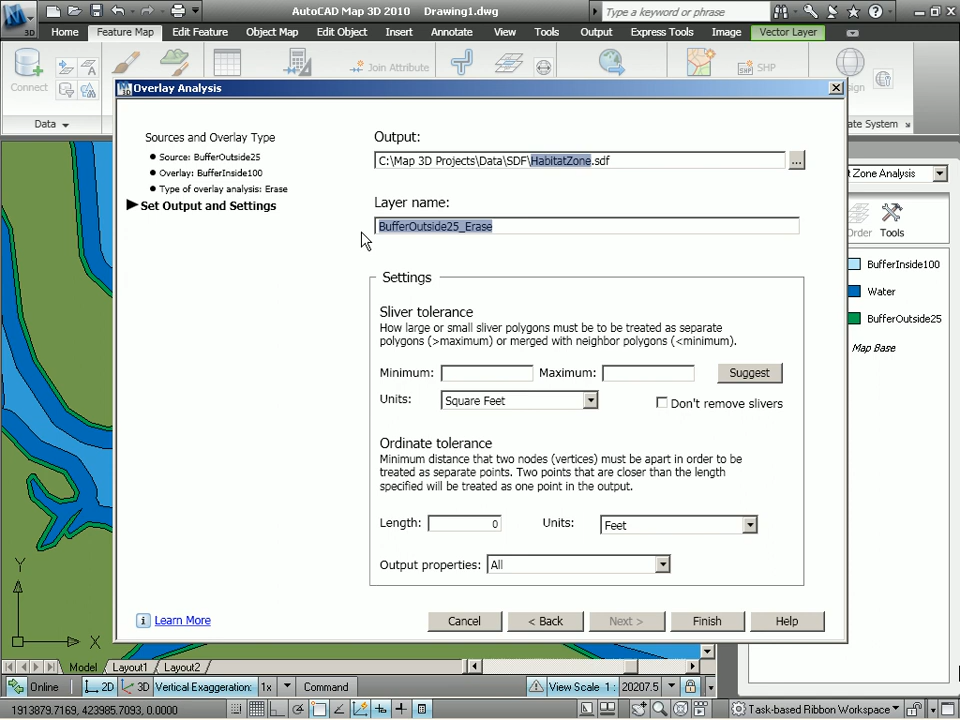 AutoCAD Map 3D 2010 Drawing1.dwg
Type a keyword or phrase
3D
Home Feature Map Edit Feature Object Map Edit Object Insert Annotate View Tools Output Express Tools Image Vector Layer
Connect
Join Attribute
SHP
Data
Overlay Analysis
Sources and Overlay Type
Source: BufferOutside25
Overlay: BufferInside100
Type of overlay analysis: Erase
Set Output and Settings
Output:
C:\Map 3D Projects\Data\SDF\HabitatZone.sdf
...
Layer name:
BufferOutside25_Erase
Settings
Sliver tolerance
How large or small sliver polygons must be to be treated as separate
polygons (>maximum) or merged with neighbor polygons (<minimum).
Minimum: Maximum: Suggest
Units: Square Feet Don't remove slivers
Ordinate tolerance
Minimum distance that two nodes (vertices) must be apart in order to be
treated as separate points. Two points that are closer than the length
specified will be treated as one point in the output.
Length: 0 Units: Feet
Output properties: All
Learn More Cancel < Back Next > Finish Help
ate System
Zone Analysis
Tools
BufferInside100
Water
BufferOutside25
Map Base
Y
X
Model Layout1 Layout2
Online 2D 3D Vertical Exaggeration: 1x Command View Scale 1 : 20207.5
1913879.7169, 423985.7093, 0.0000 Task-based Ribbon Workspace